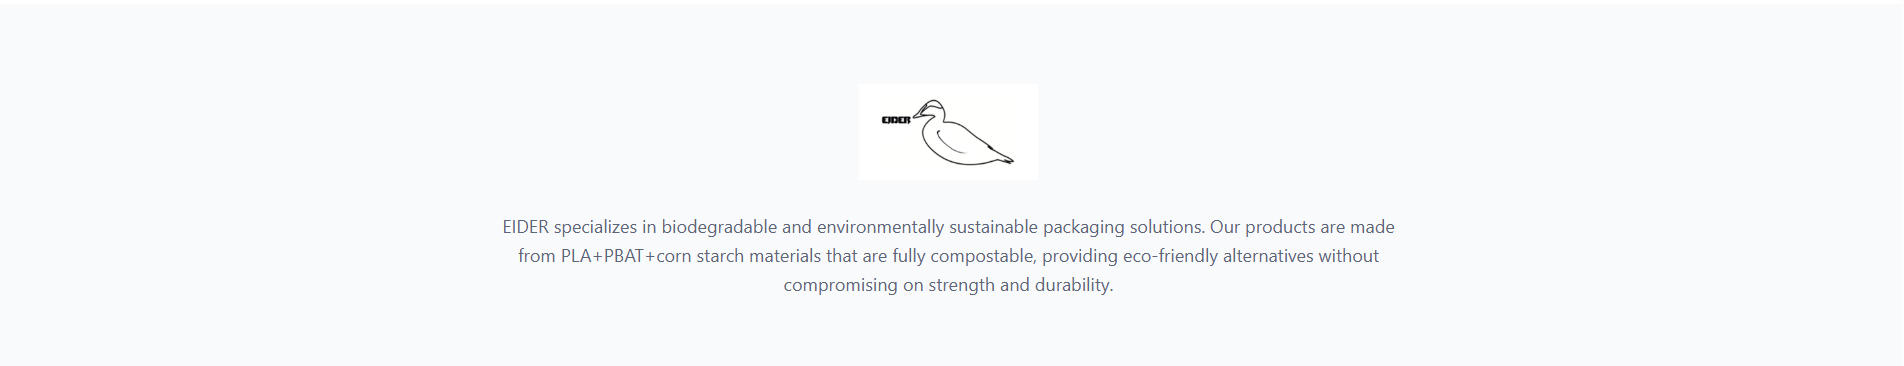 EIDER
EIDER specializes in biodegradable and environmentally sustainable packaging solutions. Our products are made
from PLA+PBAT+corn starch materials that are fully compostable, providing eco-friendly alternatives without
compromising on strength and durability.